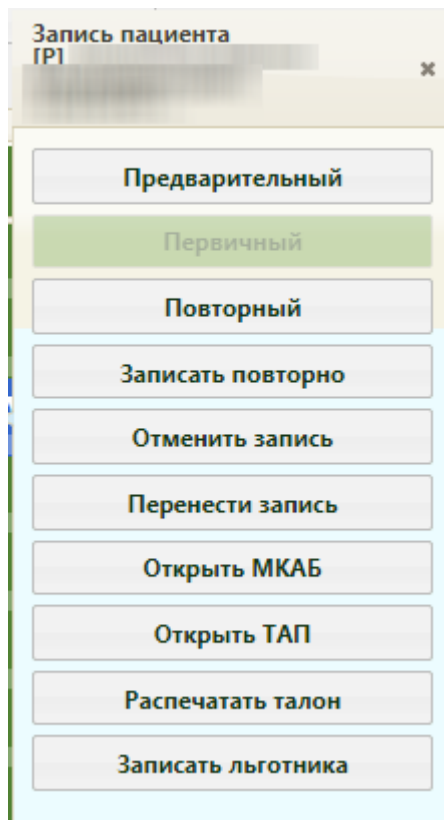 Запись пациента
[P]
Предварительный
Первичный
Повторный
Записать повторно
Отменить запись
Перенести запись
Открыть МКАБ
Открыть ТАП
Распечатать талон
Записать льготника